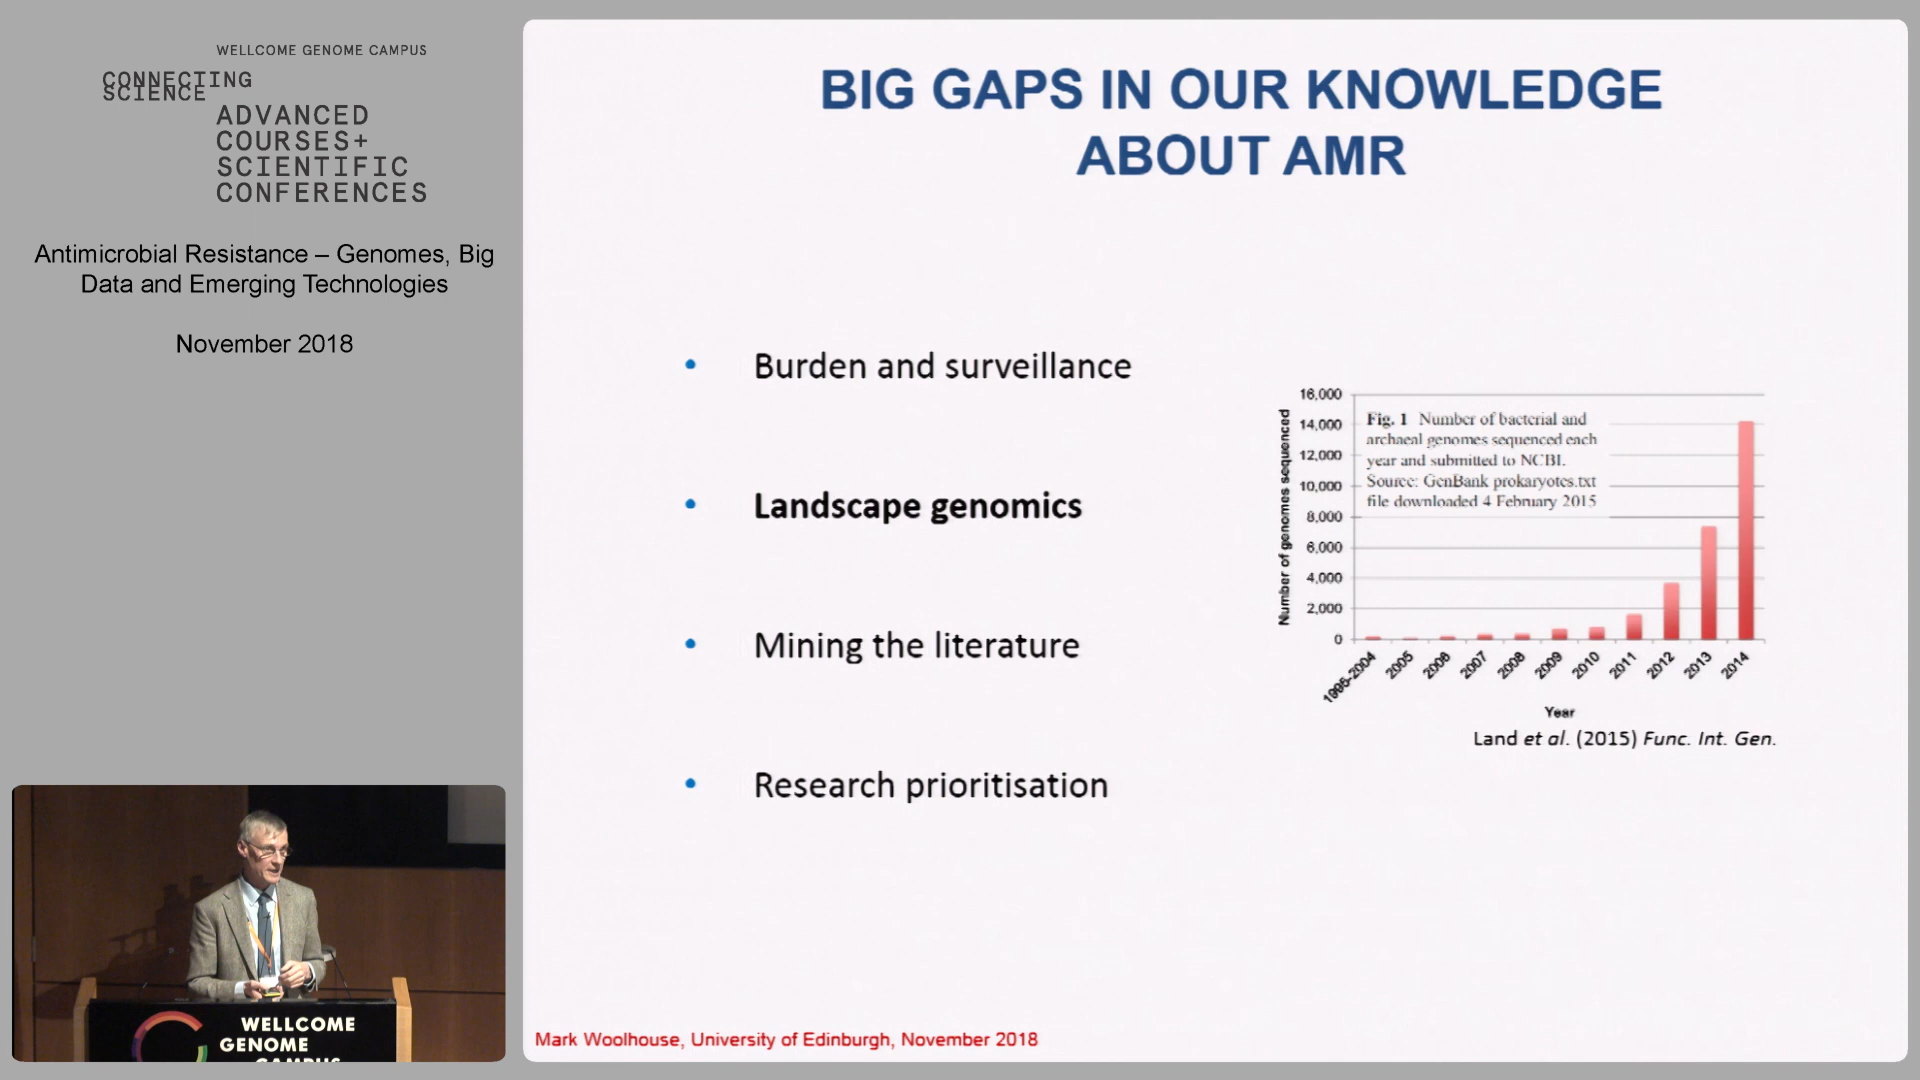 WELLCOME GENOME CAMPUS
CONNECTING
SCIENCE
ADVANCED
COURSES+
SCIENTIFIC
CONFERENCES
Antimicrobial Resistance – Genomes, Big
Data and Emerging Technologies
November 2018
WELLCOME
GENOME
CAMPUS
BIG GAPS IN OUR KNOWLEDGE
ABOUT AMR
• Burden and surveillance
• Landscape genomics
• Mining the literature
• Research prioritisation
Number of genomes sequenced
16,000
14,000
12,000
10,000
8,000
6,000
4,000
2,000
0
Fig. 1 Number of bacterial and
archaeal genomes sequenced each
year and submitted to NCBI.
Source: GenBank prokaryotes.txt
file downloaded 4 February 2015
1995-2004 2005 2006 2007 2008 2009 2010 2011 2012 2013 2014
Year
Land et al. (2015) Func. Int. Gen.
Mark Woolhouse, University of Edinburgh, November 2018